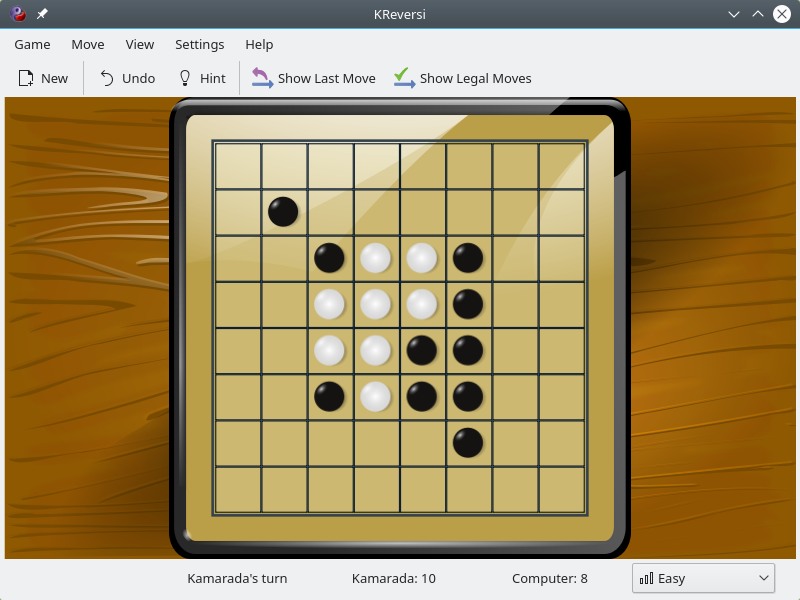 KReversi
Game Move View Settings Help
New Undo Hint Show Last Move Show Legal Moves
Kamarada's turn Kamarada: 10 Computer: 8 Easy